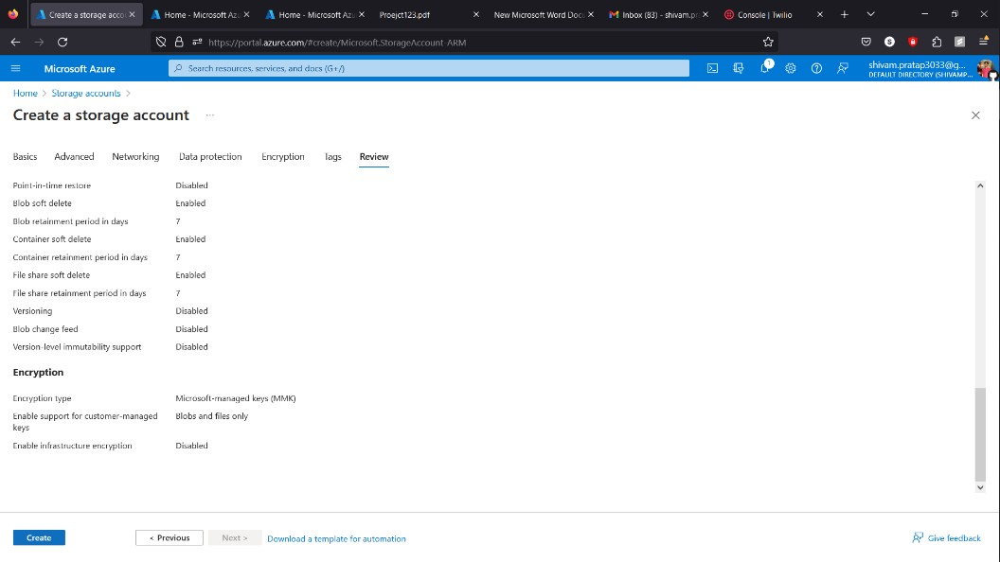 Create a storage accou
Home - Microsoft Azu
Home - Microsoft Azu
Proejct123.pdf
New Microsoft Word Docu
Inbox (83) - shivam.pra
Console | Twilio
https://portal.azure.com/#create/Microsoft.StorageAccount-ARM
Microsoft Azure
Search resources, services, and docs (G+/)
1
shivam.pratap3033@g...
DEFAULT DIRECTORY (SHIVAMP...
Home > Storage accounts >
Create a storage account ...
Basics Advanced Networking Data protection Encryption Tags Review
Point-in-time restore Disabled
Blob soft delete Enabled
Blob retainment period in days 7
Container soft delete Enabled
Container retainment period in days 7
File share soft delete Enabled
File share retainment period in days 7
Versioning Disabled
Blob change feed Disabled
Version-level immutability support Disabled
Encryption
Encryption type Microsoft-managed keys (MMK)
Enable support for customer-managed Blobs and files only
keys
Enable infrastructure encryption Disabled
Create < Previous Next > Download a template for automation Give feedback